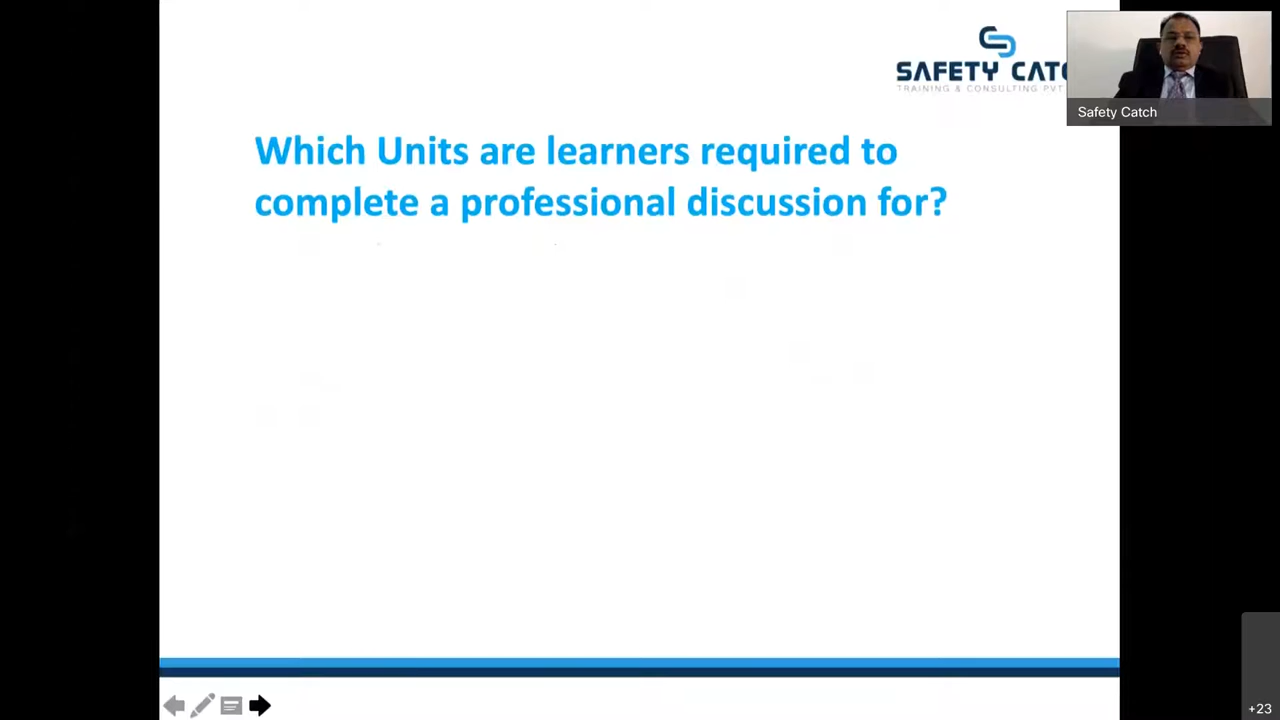 SAFETY CATC
TRAINING & CONSULTING PVT
Safety Catch
Which Units are learners required to
complete a professional discussion for?
+23